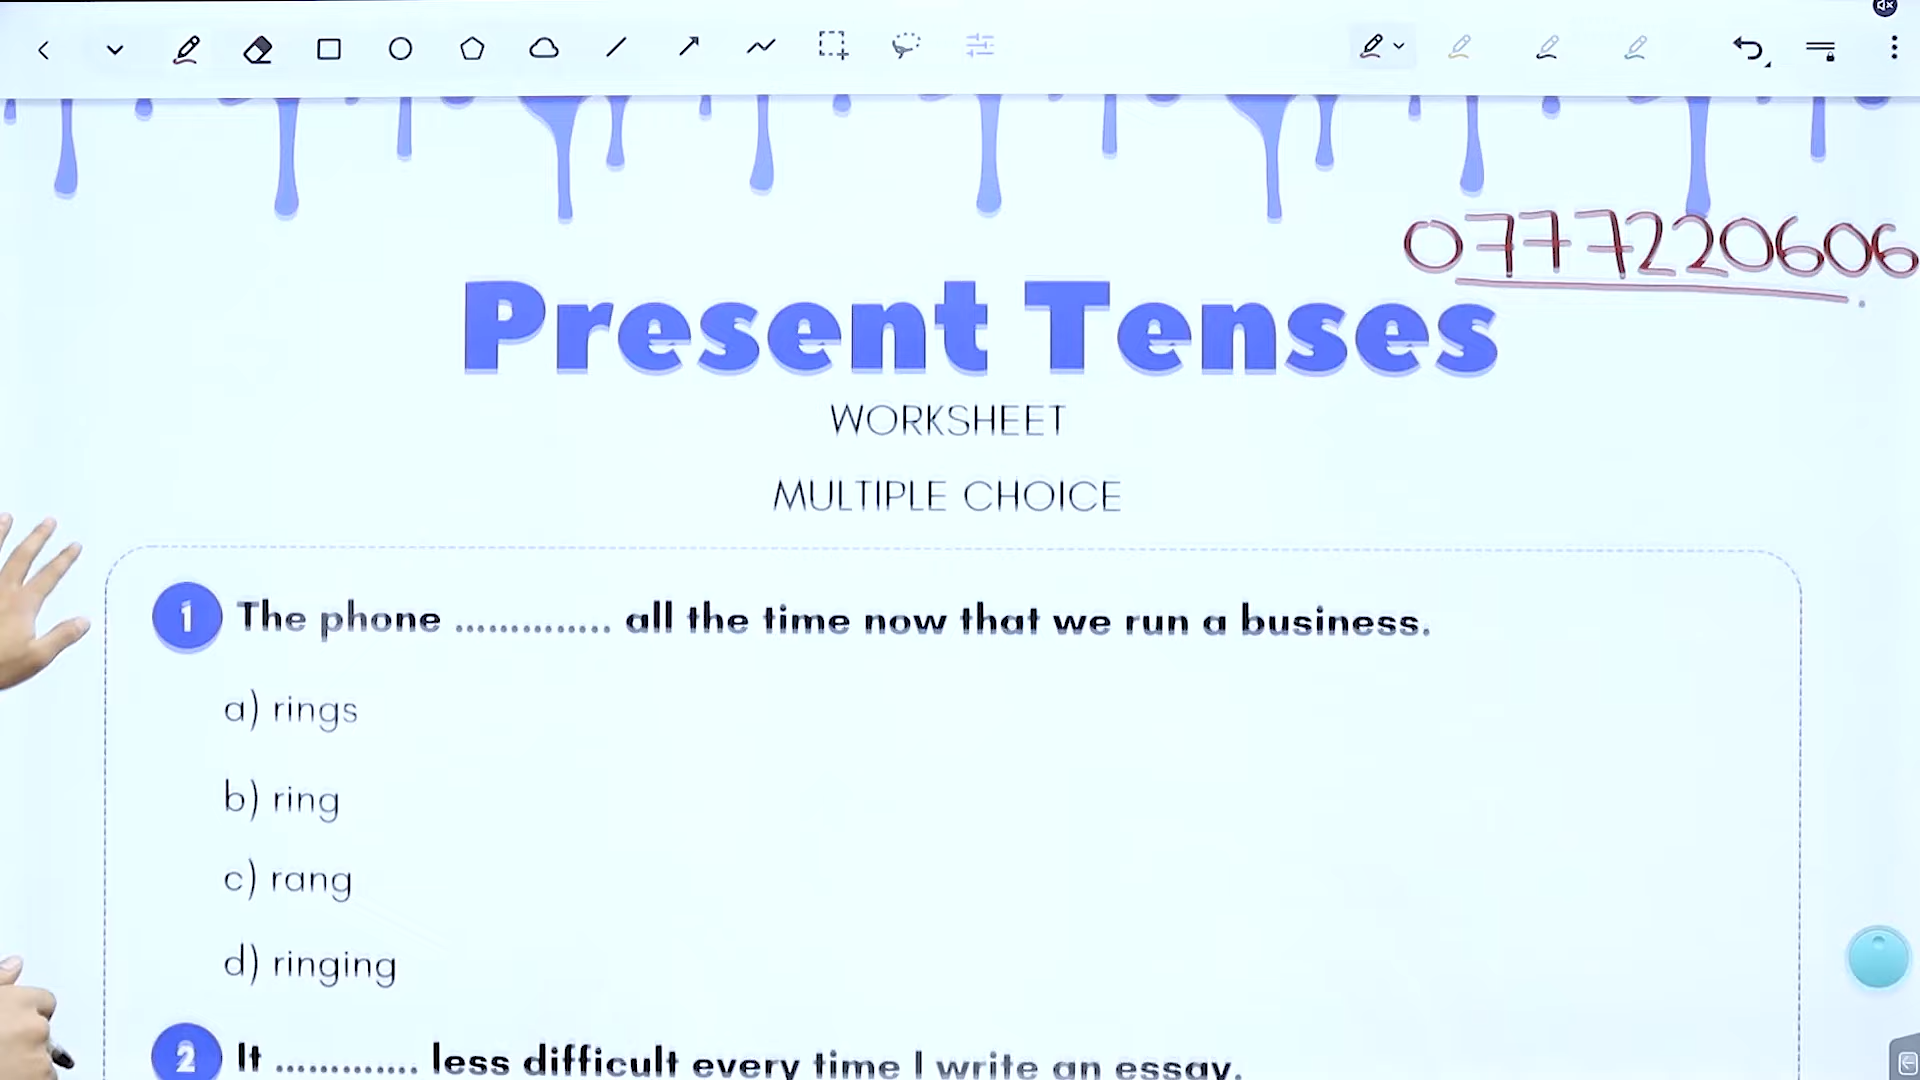 0777220606
Present Tenses
WORKSHEET
MULTIPLE CHOICE
1 The phone .............. all the time now that we run a business.
a) rings
b) ring
c) rang
d) ringing
2 It ............. less difficult every time I write an essay.